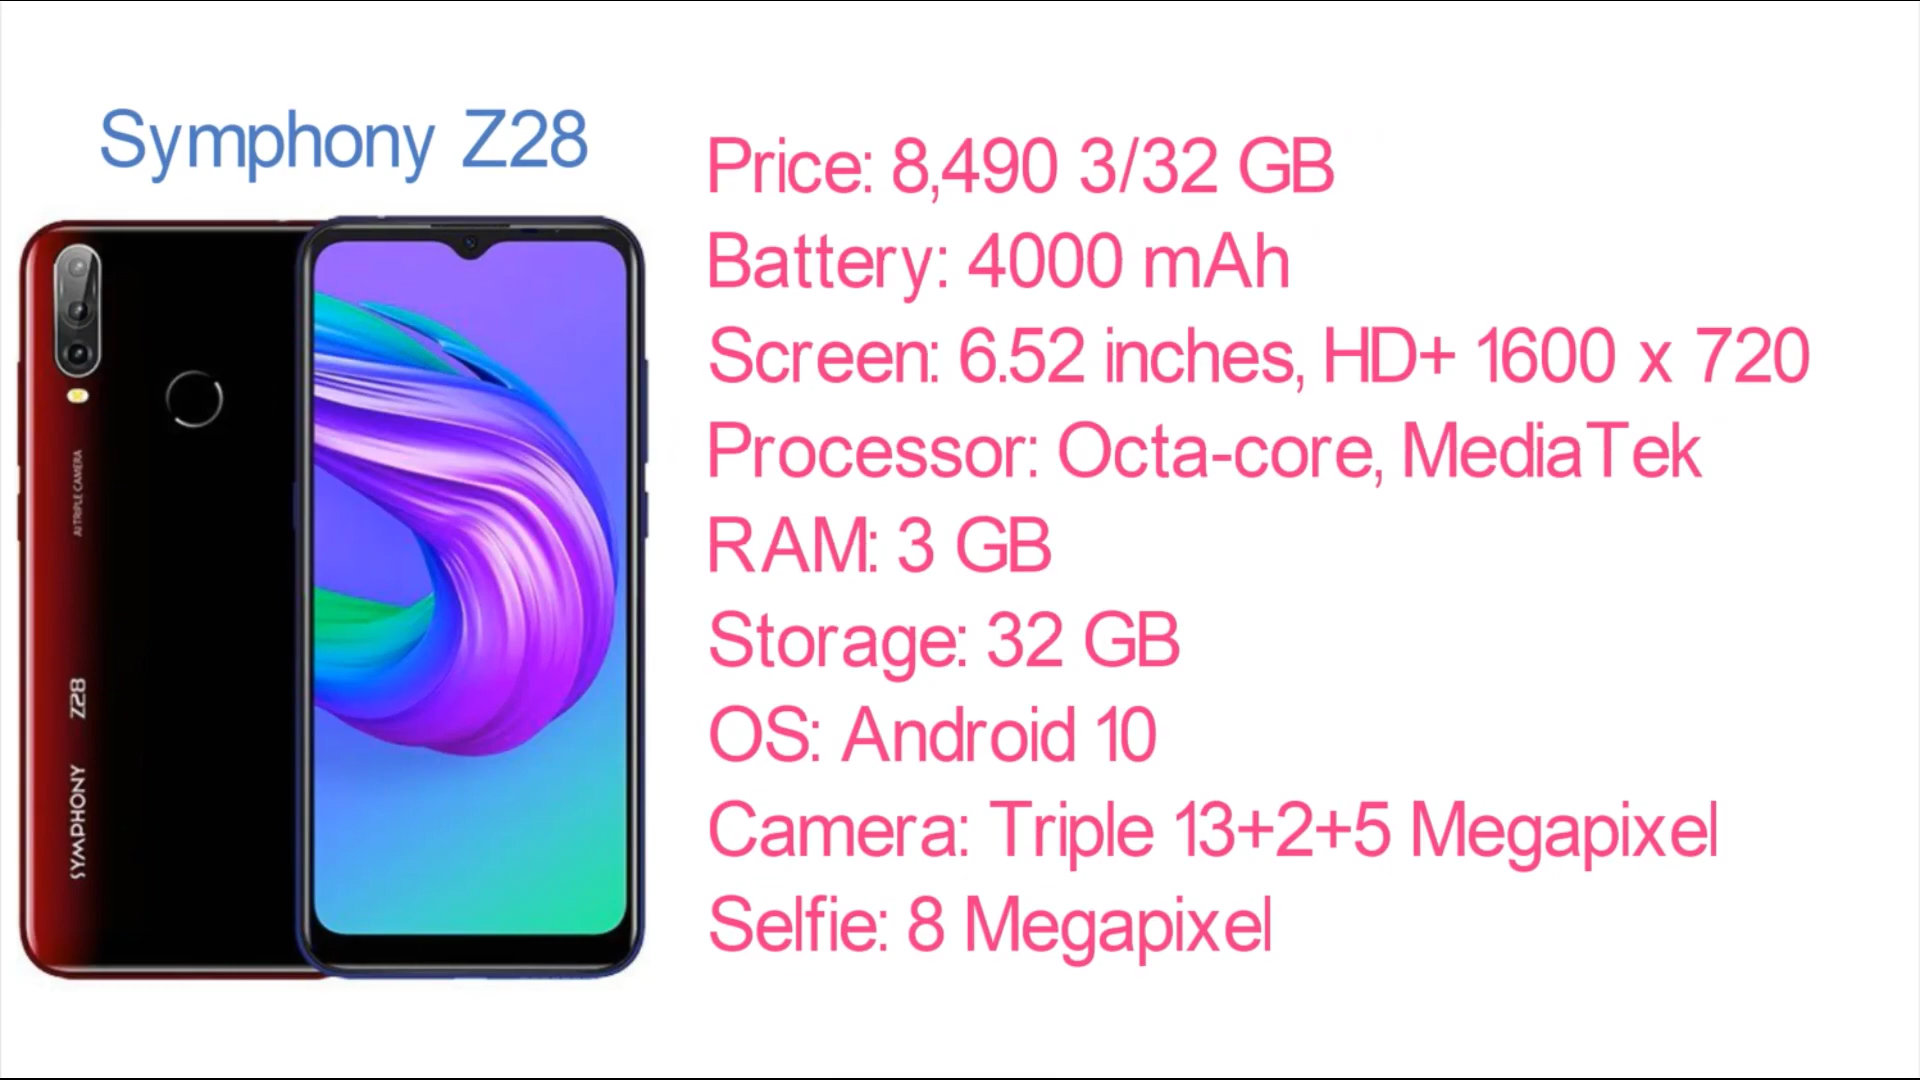 Symphony Z28
Price: 8,490 3/32 GB
Battery: 4000 mAh
Screen: 6.52 inches, HD+ 1600 x 720
Processor: Octa-core, MediaTek
RAM: 3 GB
Storage: 32 GB
OS: Android 10
Camera: Triple 13+2+5 Megapixel
Selfie: 8 Megapixel
AI TRIPLE CAMERA
SYMPHONY Z28